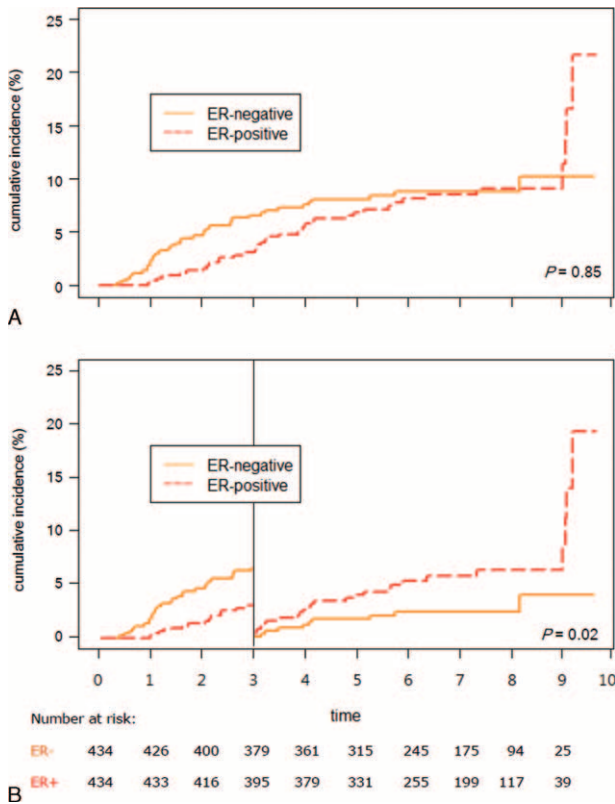 25
20
15
10
5
0
cumulative incidence (%)
ER-negative
ER-positive
P = 0.85
A
25
20
15
10
5
0
cumulative incidence (%)
ER-negative
ER-positive
P = 0.02
0 1 2 3 4 5 6 7 8 9 10
Number at risk: time
ER- 434 426 400 379 361 315 245 175 94 25
ER+ 434 433 416 395 379 331 255 199 117 39
B